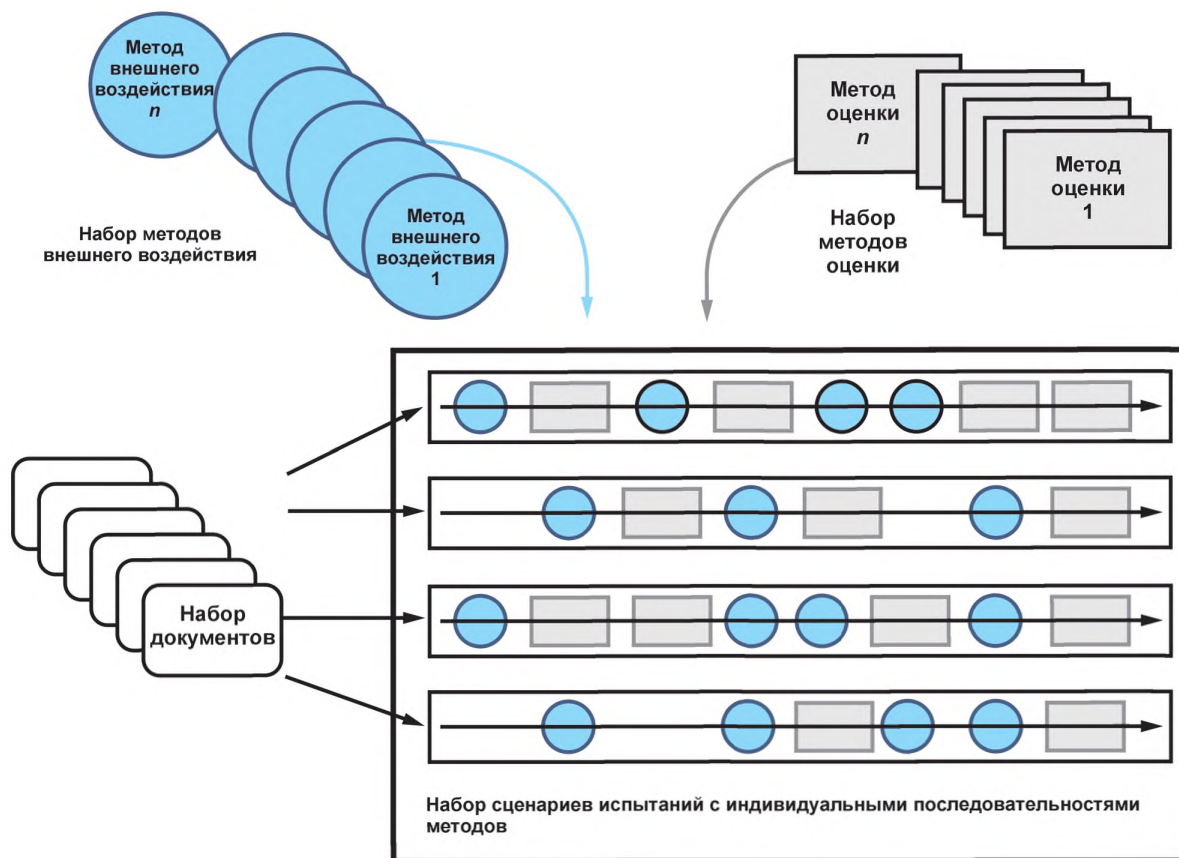 Метод
внешнего
воздействия
n
Набор методов
внешнего воздействия
Метод
внешнего
воздействия
1
Метод
оценки
n
Метод
оценки
1
Набор
методов
оценки
Набор
документов
Набор сценариев испытаний с индивидуальными последовательностями
методов